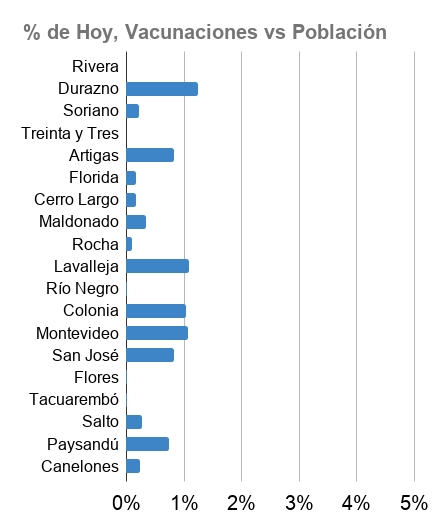 % de Hoy, Vacunaciones vs Población
Rivera
Durazno
Soriano
Treinta y Tres
Artigas
Florida
Cerro Largo
Maldonado
Rocha
Lavalleja
Río Negro
Colonia
Montevideo
San José
Flores
Tacuarembó
Salto
Paysandú
Canelones
0% 1% 2% 3% 4% 5%